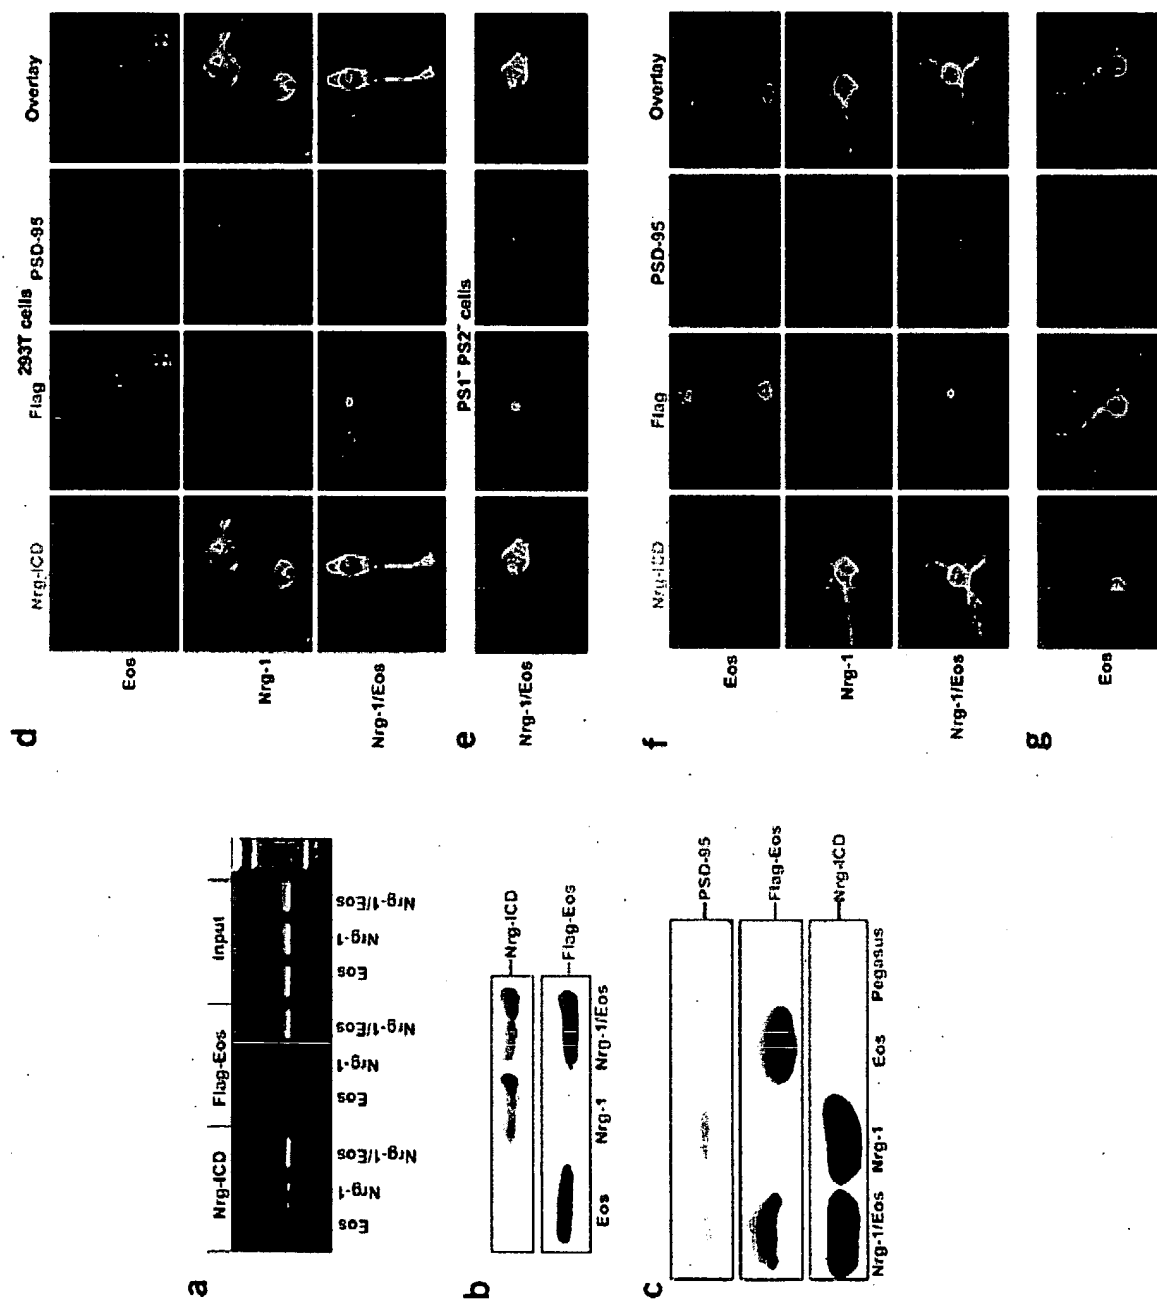 a
Nrg-ICD Flag-Eos Input
Eos Nrg-1 Nrg-1/Eos Eos Nrg-1 Nrg-1/Eos Eos Nrg-1 Nrg-1/Eos
b
Nrg-ICD
Flag-Eos
Eos Nrg-1 Nrg-1/Eos
c
PSD-95
Flag-Eos
Nrg-ICD
Nrg-1/Eos Nrg-1 Eos Pegasus
d
293T cells
Nrg-ICD Flag PSD-95 Overlay
Eos
Nrg-1
Nrg-1/Eos
e
PS1⁻ PS2⁻ cells
Nrg-1/Eos
f
Nrg-ICD Flag PSD-95 Overlay
Eos
Nrg-1
Nrg-1/Eos
g
Eos